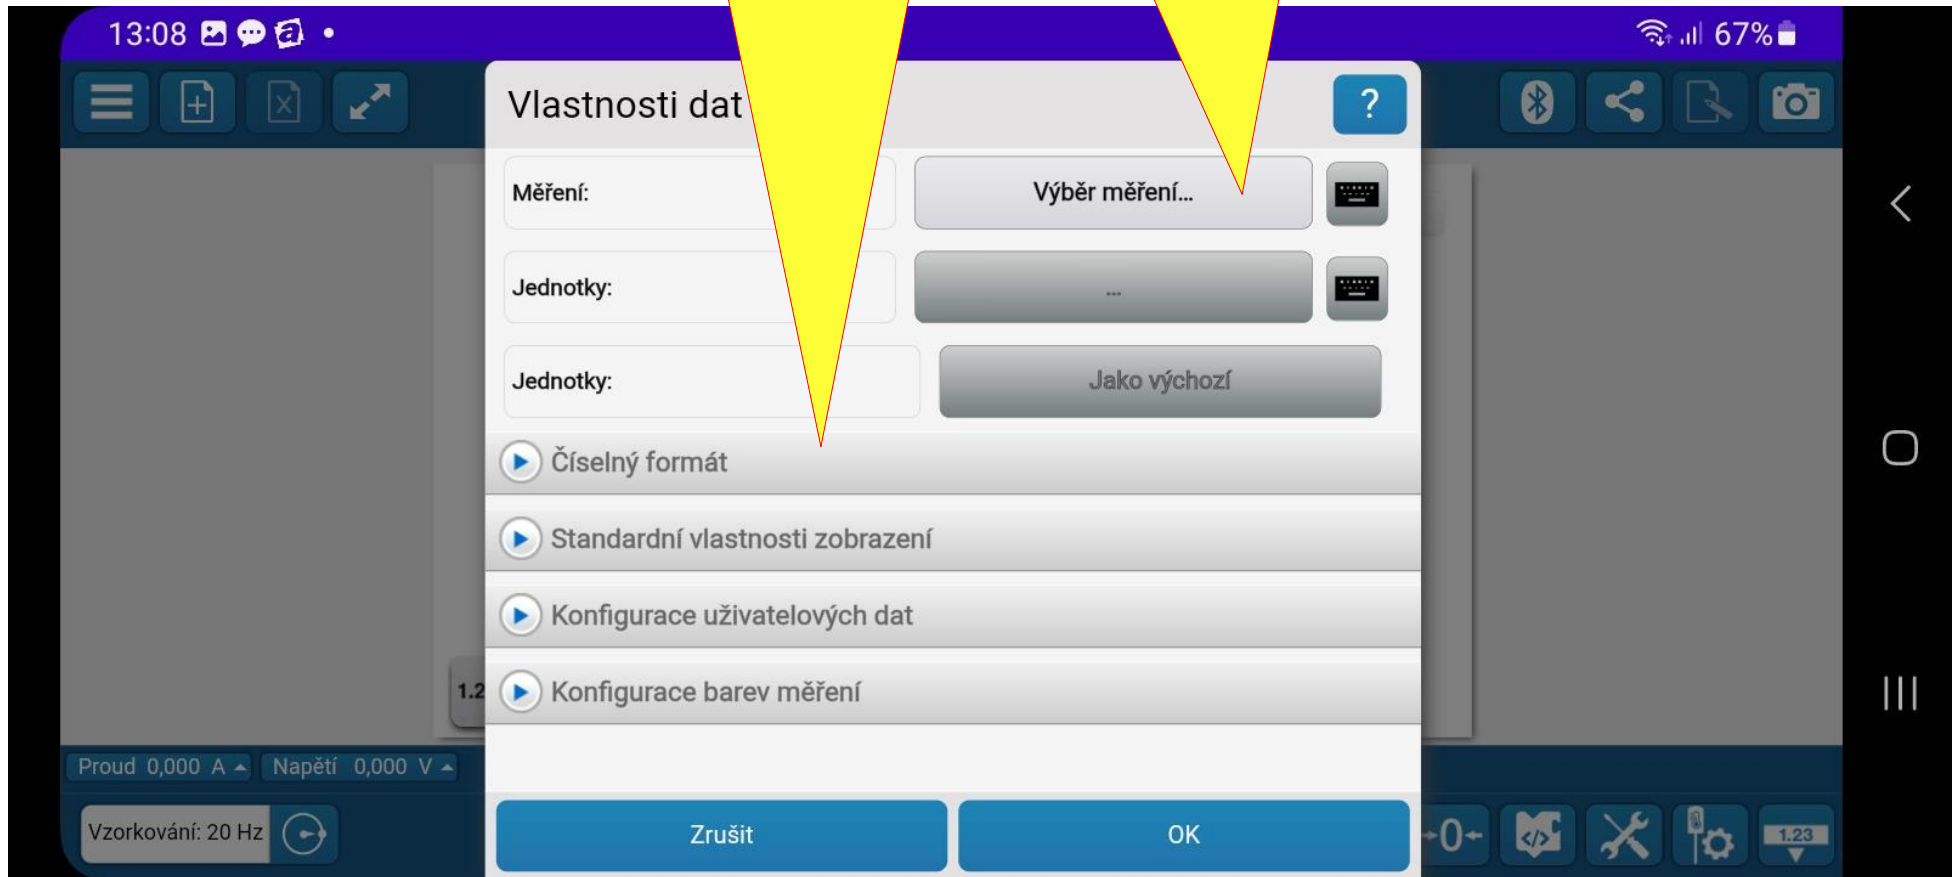 13:08
67%
Vlastnosti dat
?
Měření:
Výběr měření...
Jednotky:
...
Jednotky:
Jako výchozí
Číselný formát
Standardní vlastnosti zobrazení
Konfigurace uživatelových dat
1.2
Konfigurace barev měření
Proud 0,000 A
Napětí 0,000 V
Vzorkování: 20 Hz
Zrušit
OK
0
1.23